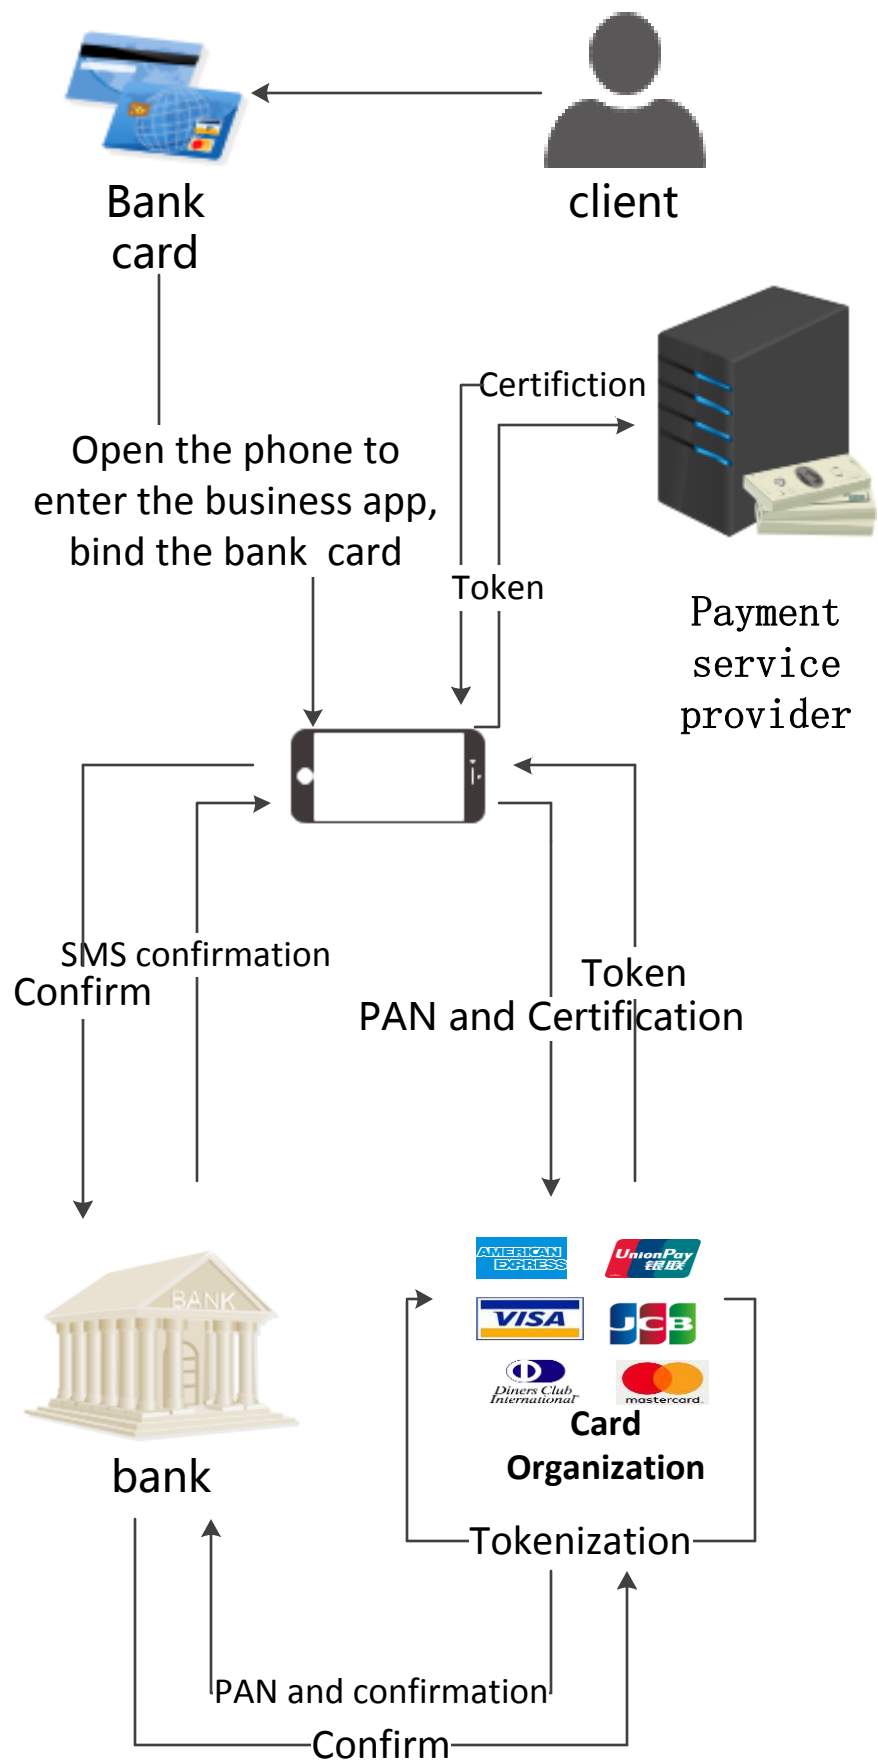 Bank
card
client
Certifiction
Open the phone to
enter the business app,
bind the bank card
Token
Payment
service
provider
SMS confirmation
Confirm
Token
PAN and Certification
AMERICAN
EXPRESS
UnionPay
银联
BANK
VISA
JCB
Diners Club
International
mastercard.
Card
Organization
bank
Tokenization
PAN and confirmation
Confirm